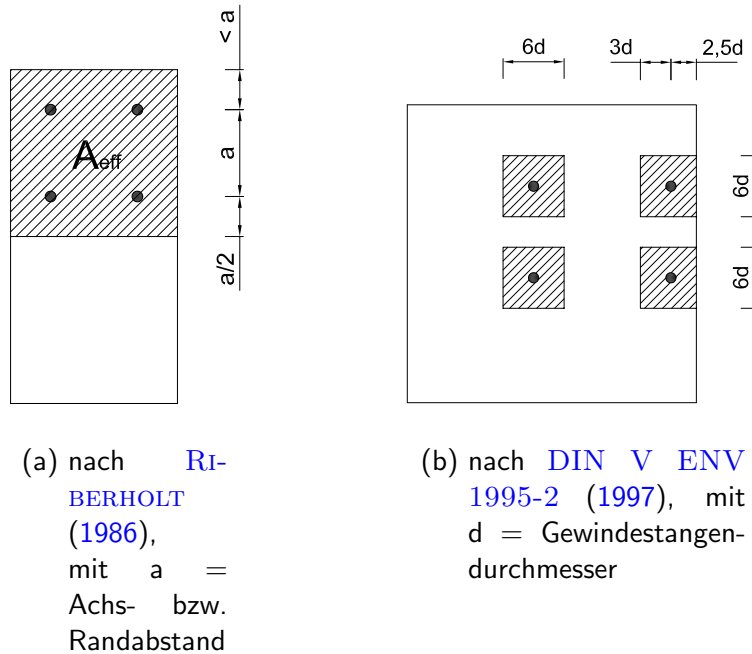 < a
a
a/2
Aeff
6d
3d
2,5d
6d
6d
(a) nach RI-
BERHOLT
(1986),
mit a =
Achs- bzw.
Randabstand
(b) nach DIN V ENV
1995-2 (1997), mit
d = Gewindestangen-
durchmesser